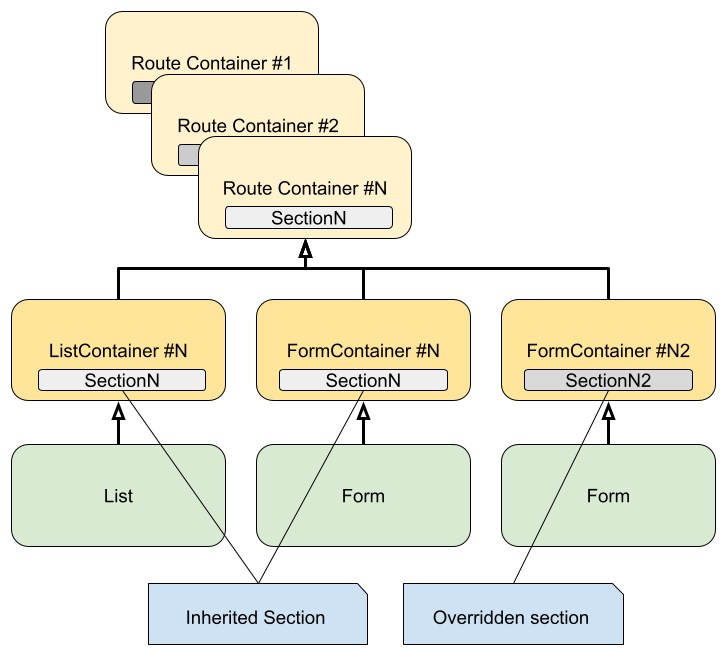 Route Container #1
Route Container #2
Route Container #N
SectionN
ListContainer #N
SectionN
FormContainer #N
SectionN
FormContainer #N2
SectionN2
List
Form
Form
Inherited Section
Overridden section